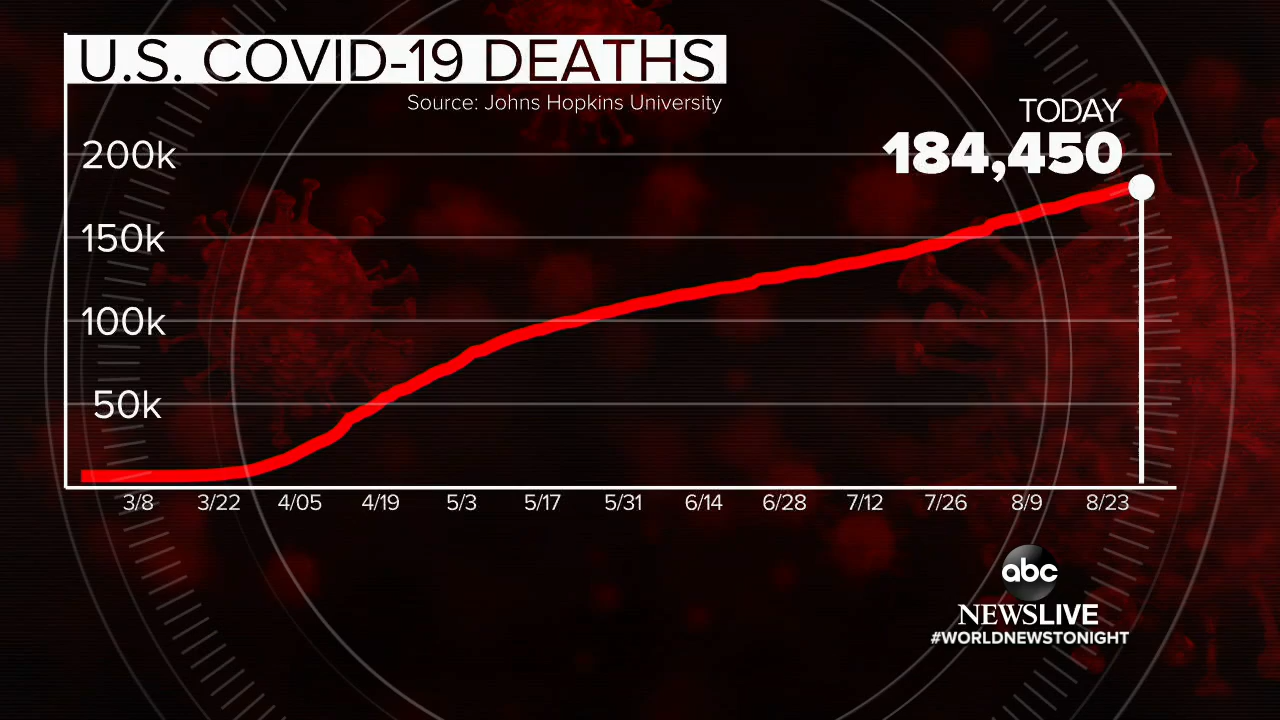 U.S. COVID-19 DEATHS
Source: Johns Hopkins University
TODAY
184,450
200k
150k
100k
50k
3/8 3/22 4/05 4/19 5/3 5/17 5/31 6/14 6/28 7/12 7/26 8/9 8/23
abc
NEWSLIVE
#WORLDNEWSTONIGHT